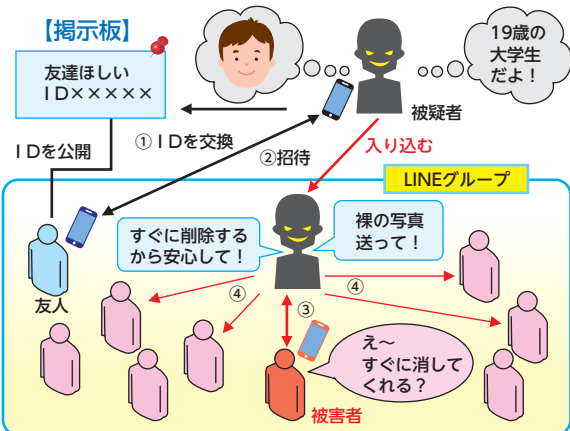 【掲示板】
友達ほしい
ＩＤ×××××
19歳の
大学生
だよ！
被疑者
ＩＤを公開
①ＩＤを交換
②招待
入り込む
LINEグループ
すぐに削除する
から安心して！
裸の写真
送って！
友人
④
④
③
え～
すぐに消して
くれる？
被害者